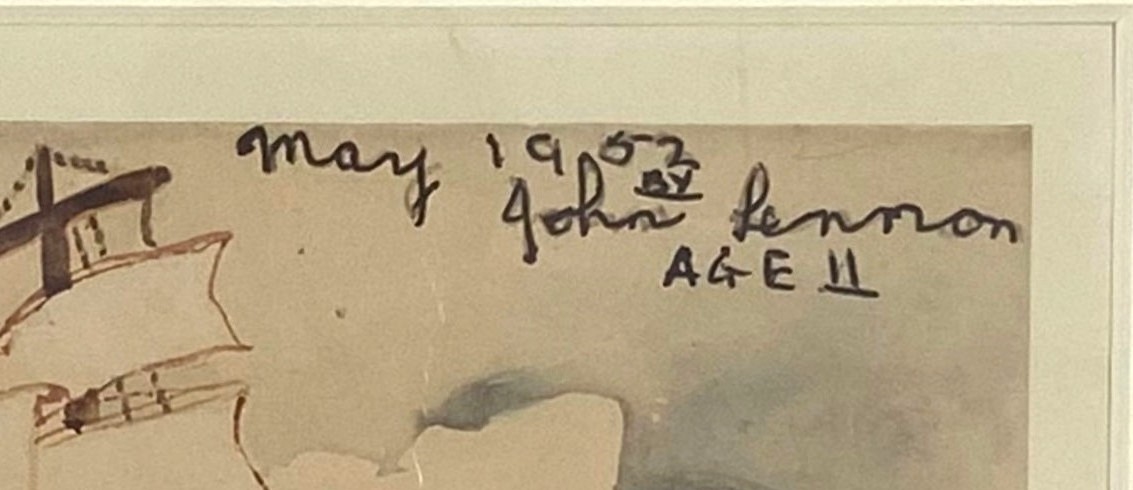 May 1952
BY
John Lennon
AGE 11